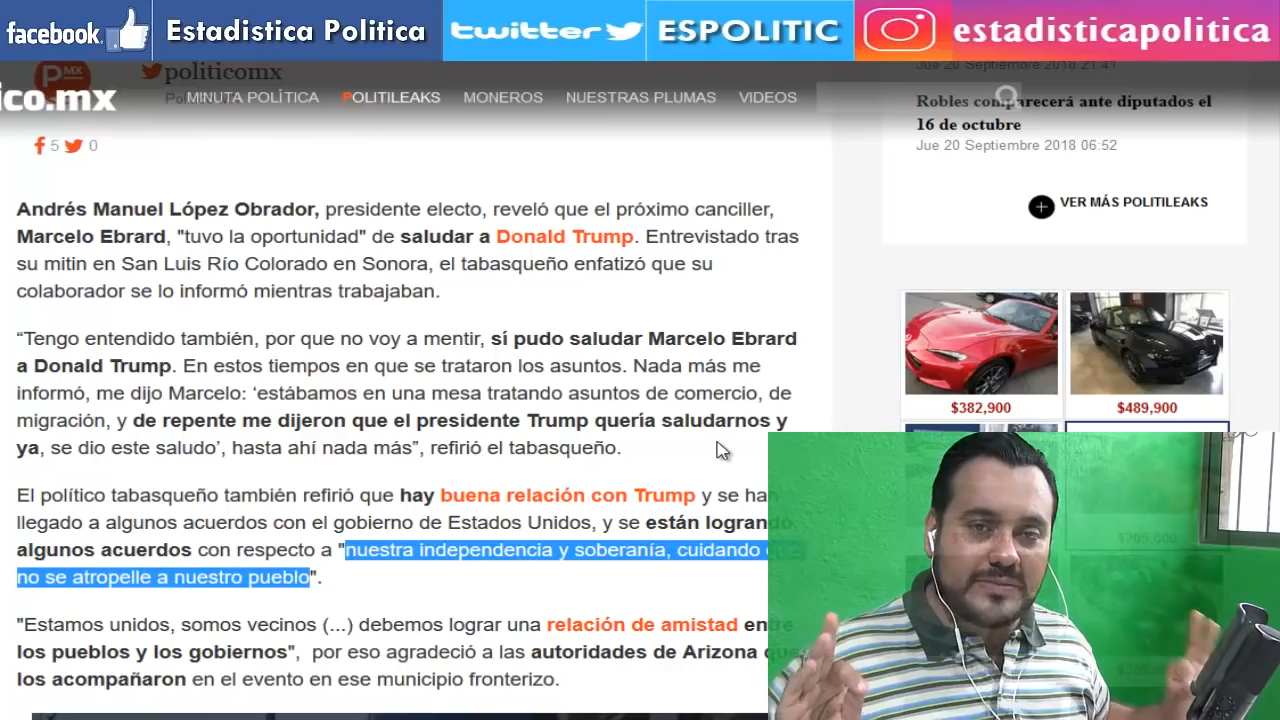 facebook.
Estadistica Politica
twitter
ESPOLITIC
estadisticapolitica
politicomx
ico.mx
MINUTA POLÍTICA
POLITILEAKS
MONEROS
NUESTRAS PLUMAS
VIDEOS
5
0
Jue 20 Septiembre 2018 21:41
Robles comparecerá ante diputados el
16 de octubre
Jue 20 Septiembre 2018 06:52
VER MÁS POLITILEAKS
$382,900
$489,900
Andrés Manuel López Obrador, presidente electo, reveló que el próximo canciller,
Marcelo Ebrard, "tuvo la oportunidad" de saludar a Donald Trump. Entrevistado tras
su mitin en San Luis Río Colorado en Sonora, el tabasqueño enfatizó que su
colaborador se lo informó mientras trabajaban.
“Tengo entendido también, por que no voy a mentir, sí pudo saludar Marcelo Ebrard
a Donald Trump. En estos tiempos en que se trataron los asuntos. Nada más me
informó, me dijo Marcelo: ‘estábamos en una mesa tratando asuntos de comercio, de
migración, y de repente me dijeron que el presidente Trump quería saludarnos y
ya, se dio este saludo’, hasta ahí nada más”, refirió el tabasqueño.
El político tabasqueño también refirió que hay buena relación con Trump y se han
llegado a algunos acuerdos con el gobierno de Estados Unidos, y se están logrando
algunos acuerdos con respecto a "nuestra independencia y soberanía, cuidando que
no se atropelle a nuestro pueblo".
"Estamos unidos, somos vecinos (...) debemos lograr una relación de amistad entre
los pueblos y los gobiernos", por eso agradeció a las autoridades de Arizona que
los acompañaron en el evento en ese municipio fronterizo.